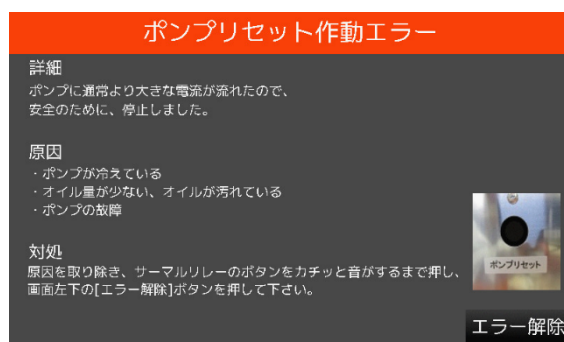 ポンプリセット作動エラー
詳細
ポンプに通常より大きな電流が流れたので、
安全のために、停止しました。
原因
・ポンプが冷えている
・オイル量が少ない、オイルが汚れている
・ポンプの故障
対処
原因を取り除き、サーマルリレーのボタンをカチッと音がするまで押し、
画面左下の[エラー解除]ボタンを押して下さい。
ポンプリセット
エラー解除